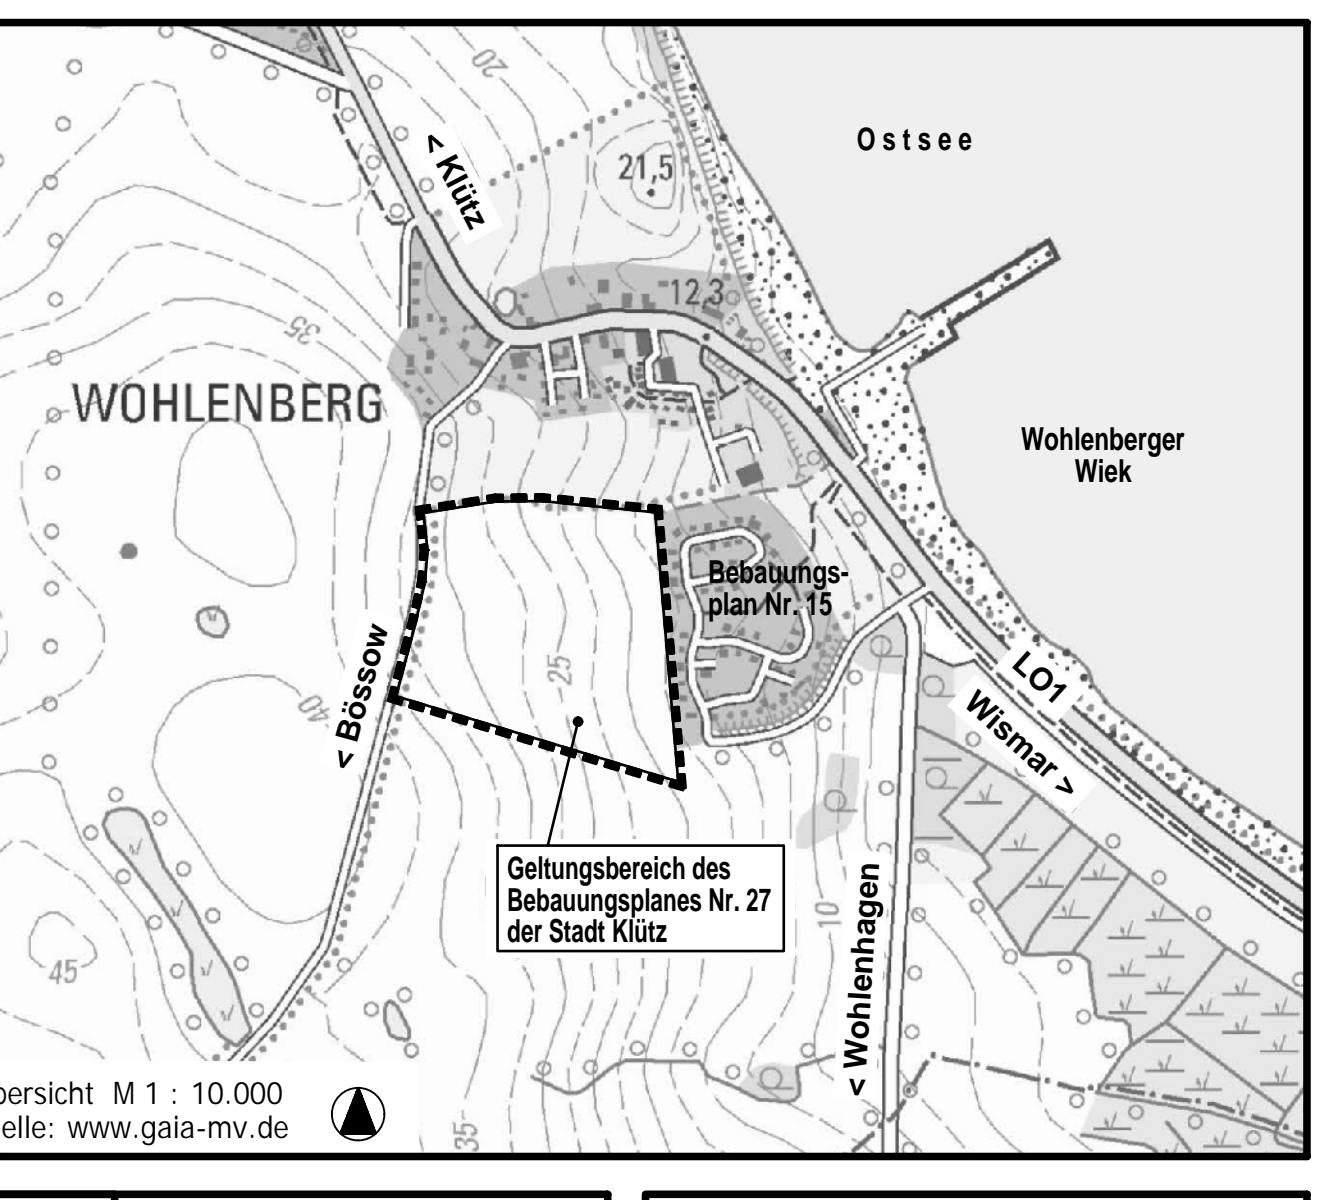 20
< Klütz
21,5
Ostsee
12,3
35
WOHLENBERG
Wohlenberger
Wiek
Bebauungs-
plan Nr. 15
< Bössow
25
40
LO1
Wismar >
Geltungsbereich des
Bebauungsplanes Nr. 27
der Stadt Klütz
10
< Wohlenhagen
45
35
M 1 : 10.000
www.gaia-mv.de